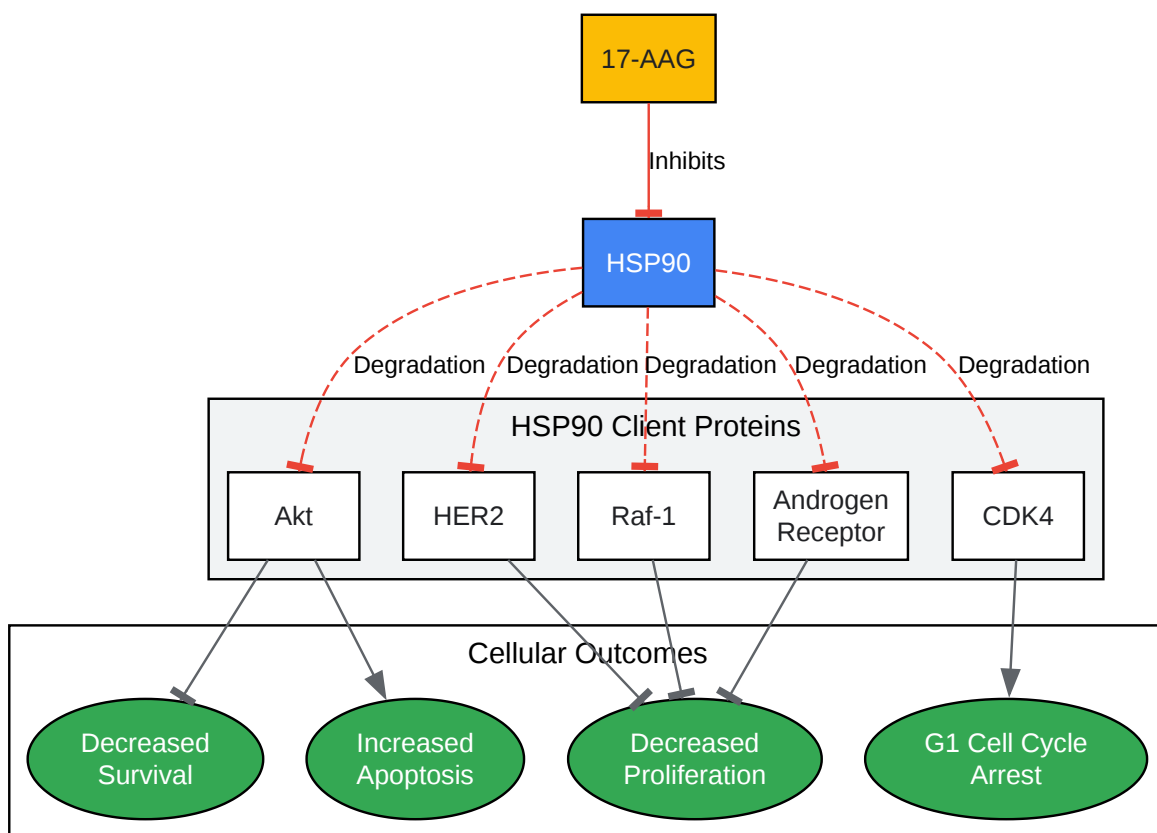 17-AAG
Inhibits
HSP90
Degradation
Degradation
Degradation
Degradation
Degradation
HSP90 Client Proteins
Akt
HER2
Raf-1
Androgen
Receptor
CDK4
Cellular Outcomes
Decreased
Survival
Increased
Apoptosis
Decreased
Proliferation
G1 Cell Cycle
Arrest